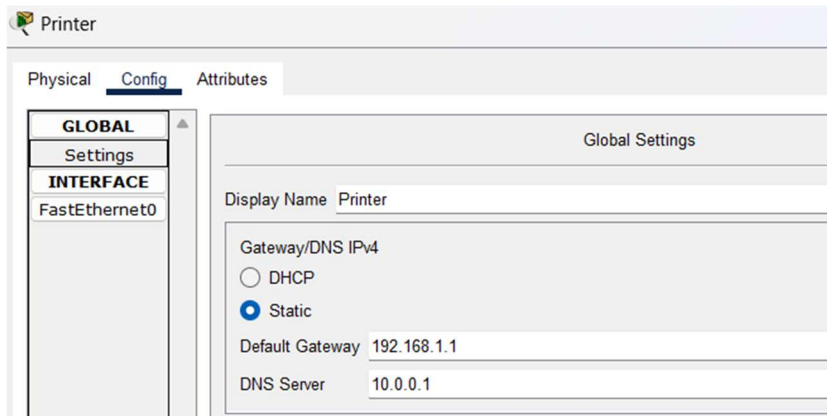 Printer
Physical Config Attributes
GLOBAL
Settings
INTERFACE
FastEthernet0
Global Settings
Display Name Printer
Gateway/DNS IPv4
DHCP
Static
Default Gateway 192.168.1.1
DNS Server 10.0.0.1